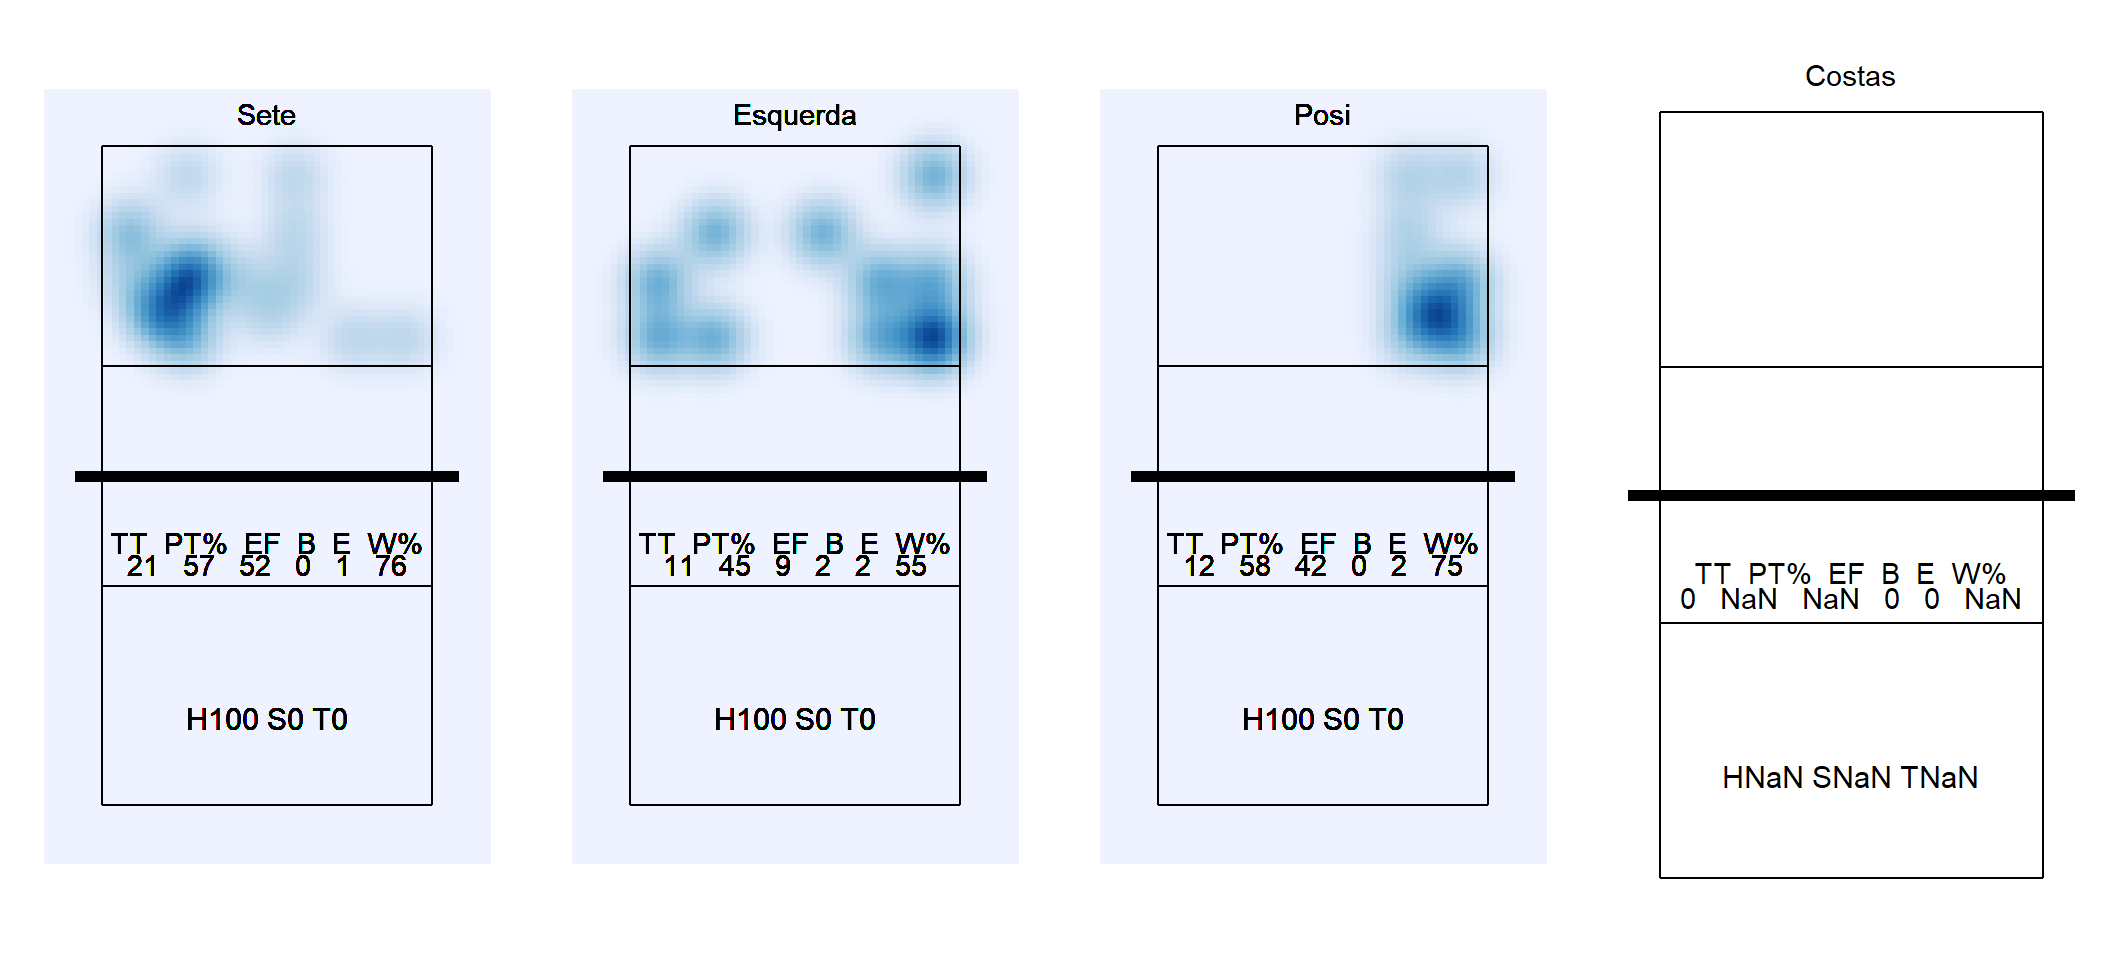 Sete
TT PT% EF B E W%
21 57 52 0 1 76
H100 S0 T0
Esquerda
TT PT% EF B E W%
11 45 9 2 2 55
H100 S0 T0
Posi
TT PT% EF B E W%
12 58 42 0 2 75
H100 S0 T0
Costas
TT PT% EF B E W%
0 NaN NaN 0 0 NaN
HNaN SNaN TNaN